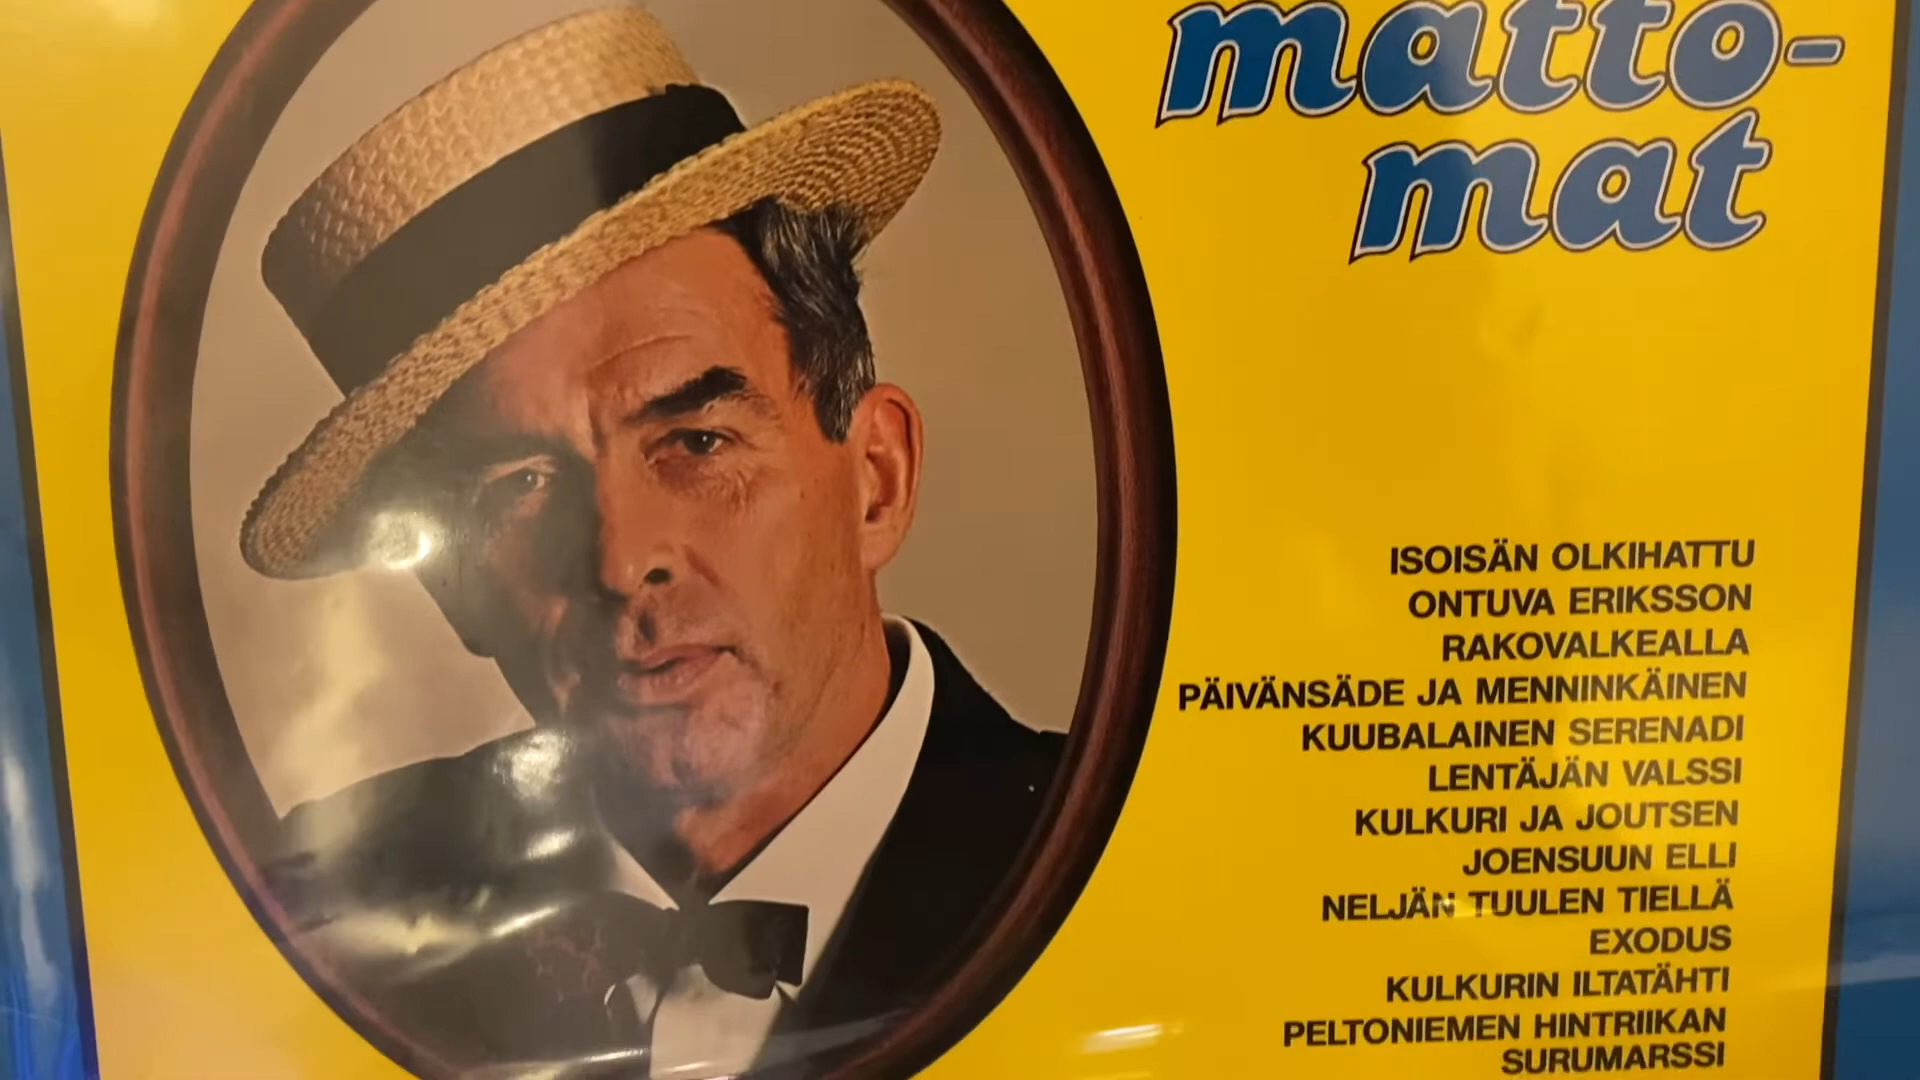 matto-
mat
ISOISÄN OLKIHATTU
ONTUVA ERIKSSON
RAKOVALKEALLA
PÄIVÄNSÄDE JA MENNINKÄINEN
KUUBALAINEN SERENADI
LENTÄJÄN VALSSI
KULKURI JA JOUTSEN
JOENSUUN ELLI
NELJÄN TUULEN TIELLÄ
EXODUS
KULKURIN ILTATÄHTI
PELTONIEMEN HINTRIIKAN
SURUMARSSI